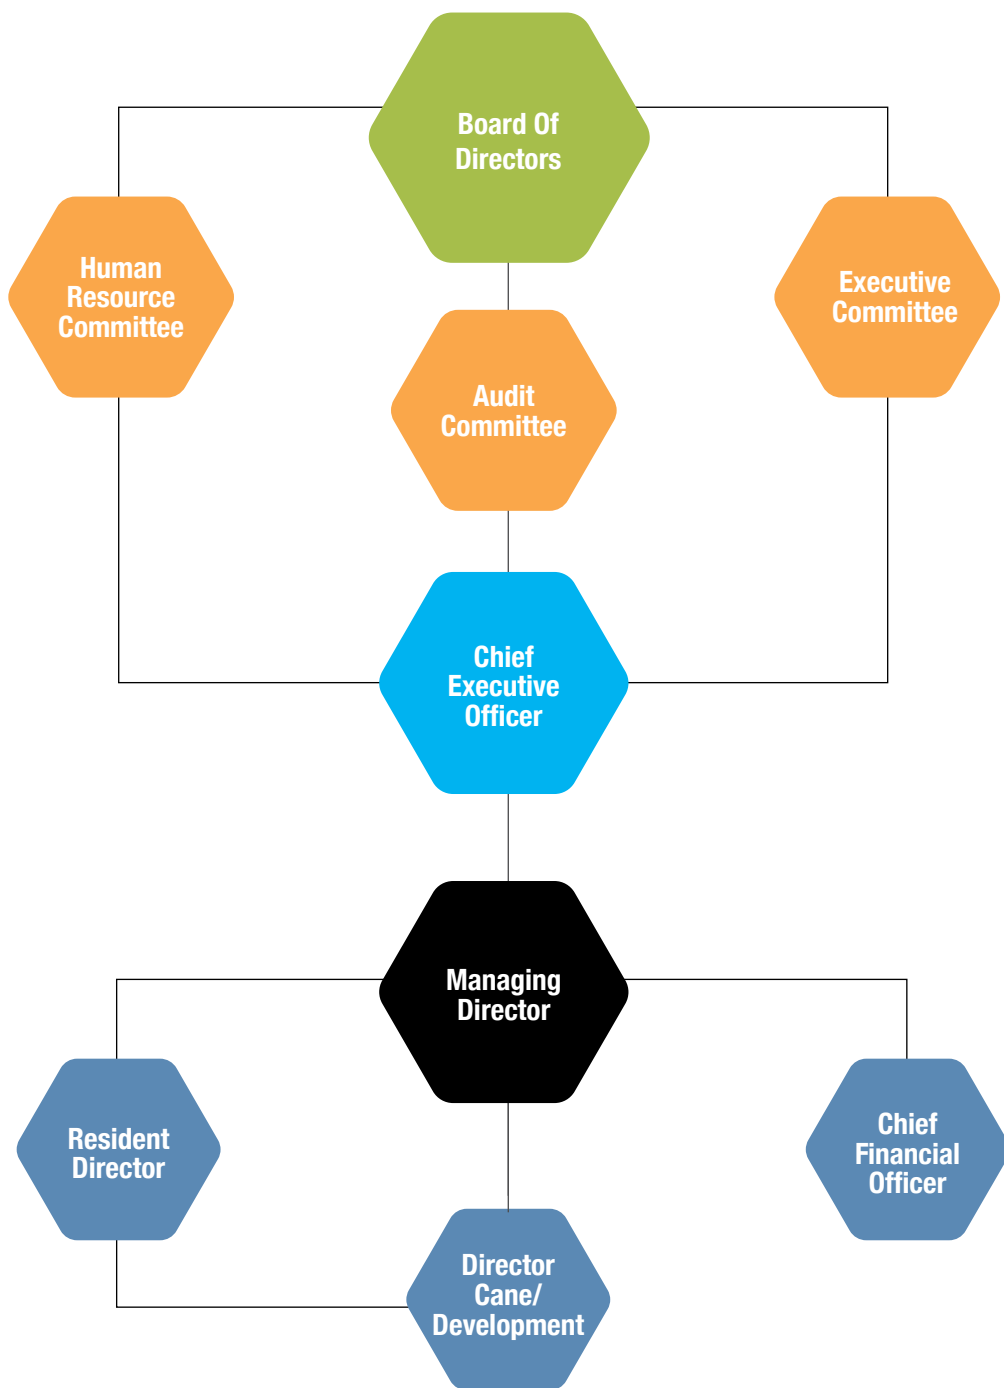 Board Of
Directors
Human
Resource
Committee
Executive
Committee
Audit
Committee
Chief
Executive
Officer
Managing
Director
Resident
Director
Chief
Financial
Officer
Director
Cane/
Development